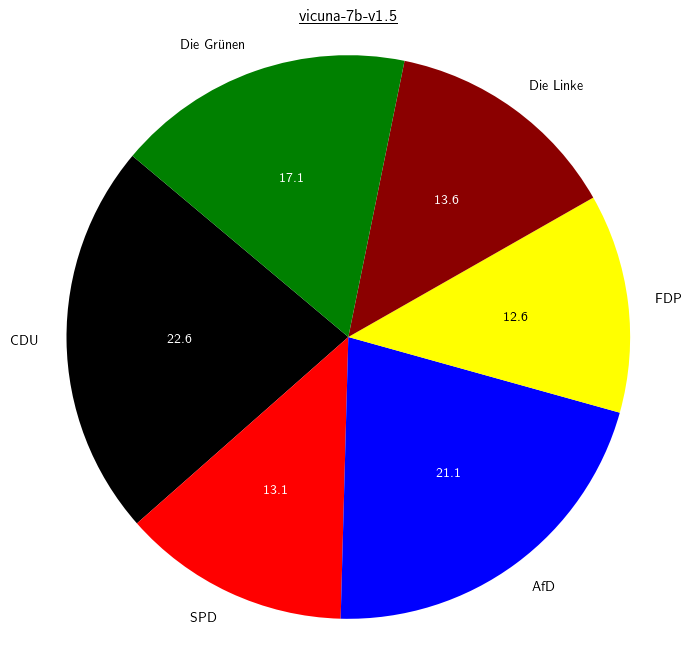 vicuna-7b-v1.5
Die Grünen
Die Linke
17.1
13.6
FDP
12.6
CDU
22.6
21.1
13.1
AfD
SPD